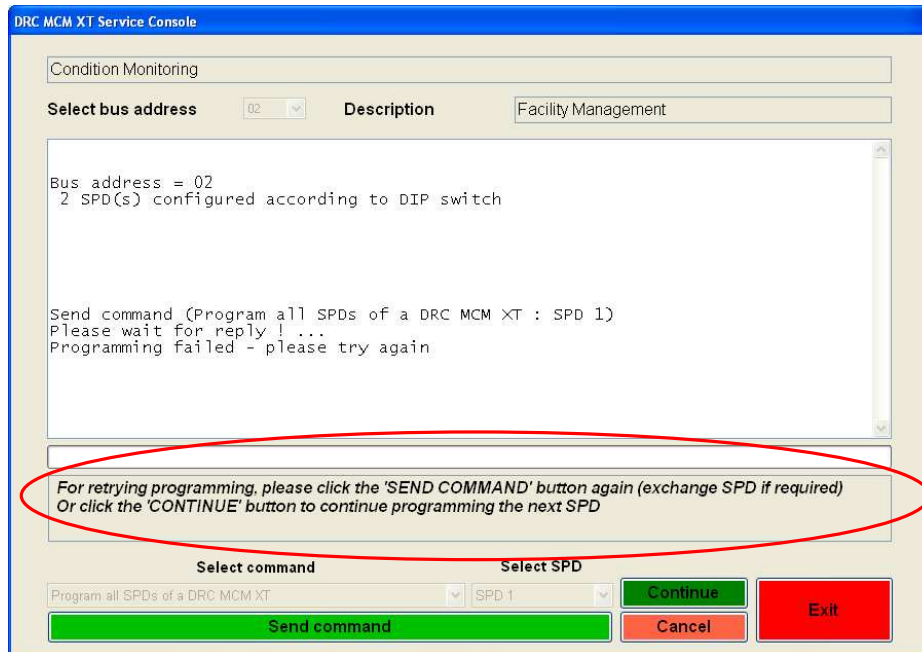 DRC MCM XT Service Console
Condition Monitoring
Select bus address 02 Description Facility Management
Bus address = 02
2 SPD(s) configured according to DIP switch
Send command (Program all SPDs of a DRC MCM XT : SPD 1)
Please wait for reply ! ...
Programming failed - please try again
For retrying programming, please click the 'SEND COMMAND' button again (exchange SPD if required)
Or click the 'CONTINUE' button to continue programming the next SPD
Select command Select SPD
Program all SPDs of a DRC MCM XT SPD 1 Continue Exit
Send command Cancel